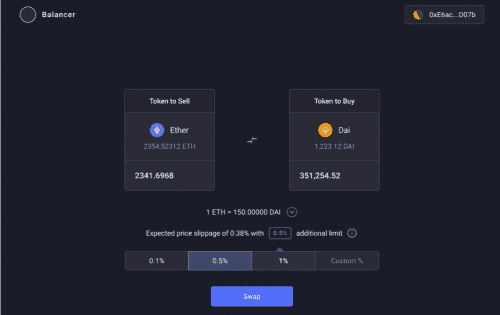 Balancer
0xE6ac...D07b
Token to Sell
Ether
2354.52312 ETH
2341.6968
Token to Buy
Dai
1,223.12 DAI
351,254.52
1 ETH = 150.00000 DAI
Expected price slippage of 0.38% with 0.5% additional limit
0.1% 0.5% 1% Custom %
Swap